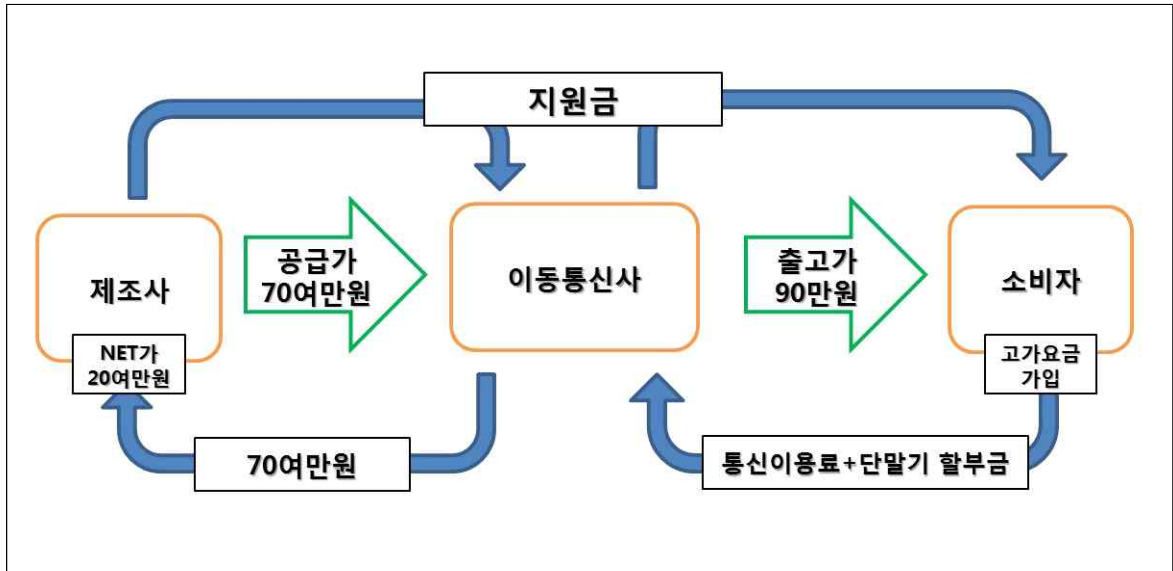 지원금
제조사
NET가
20여만원
공급가
70여만원
이동통신사
출고가
90만원
소비자
고가요금
가입
70여만원
통신이용료+단말기 할부금